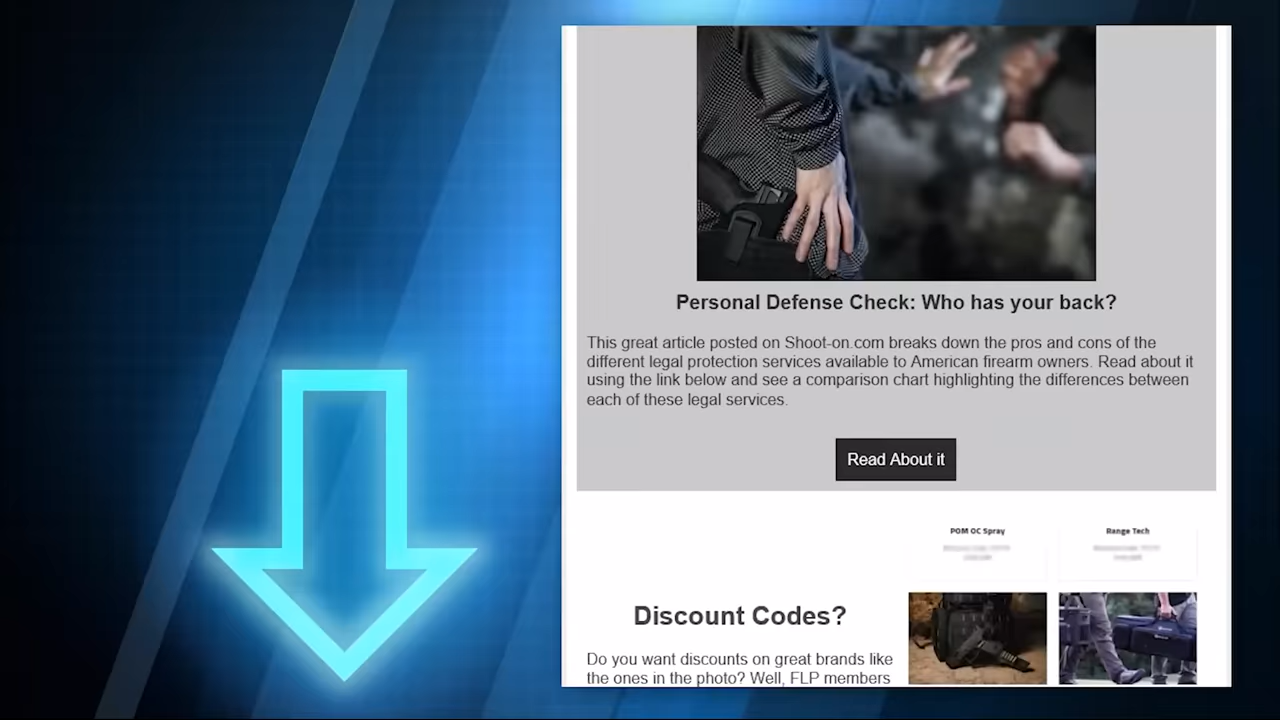 Personal Defense Check: Who has your back?
This great article posted on Shoot-on.com breaks down the pros and cons of the
different legal protection services available to American firearm owners. Read about it
using the link below and see a comparison chart highlighting the differences between
each of these legal services.
Read About it
POM OC Spray
Range Tech
Discount Codes?
Do you want discounts on great brands like
the ones in the photo? Well, FLP members